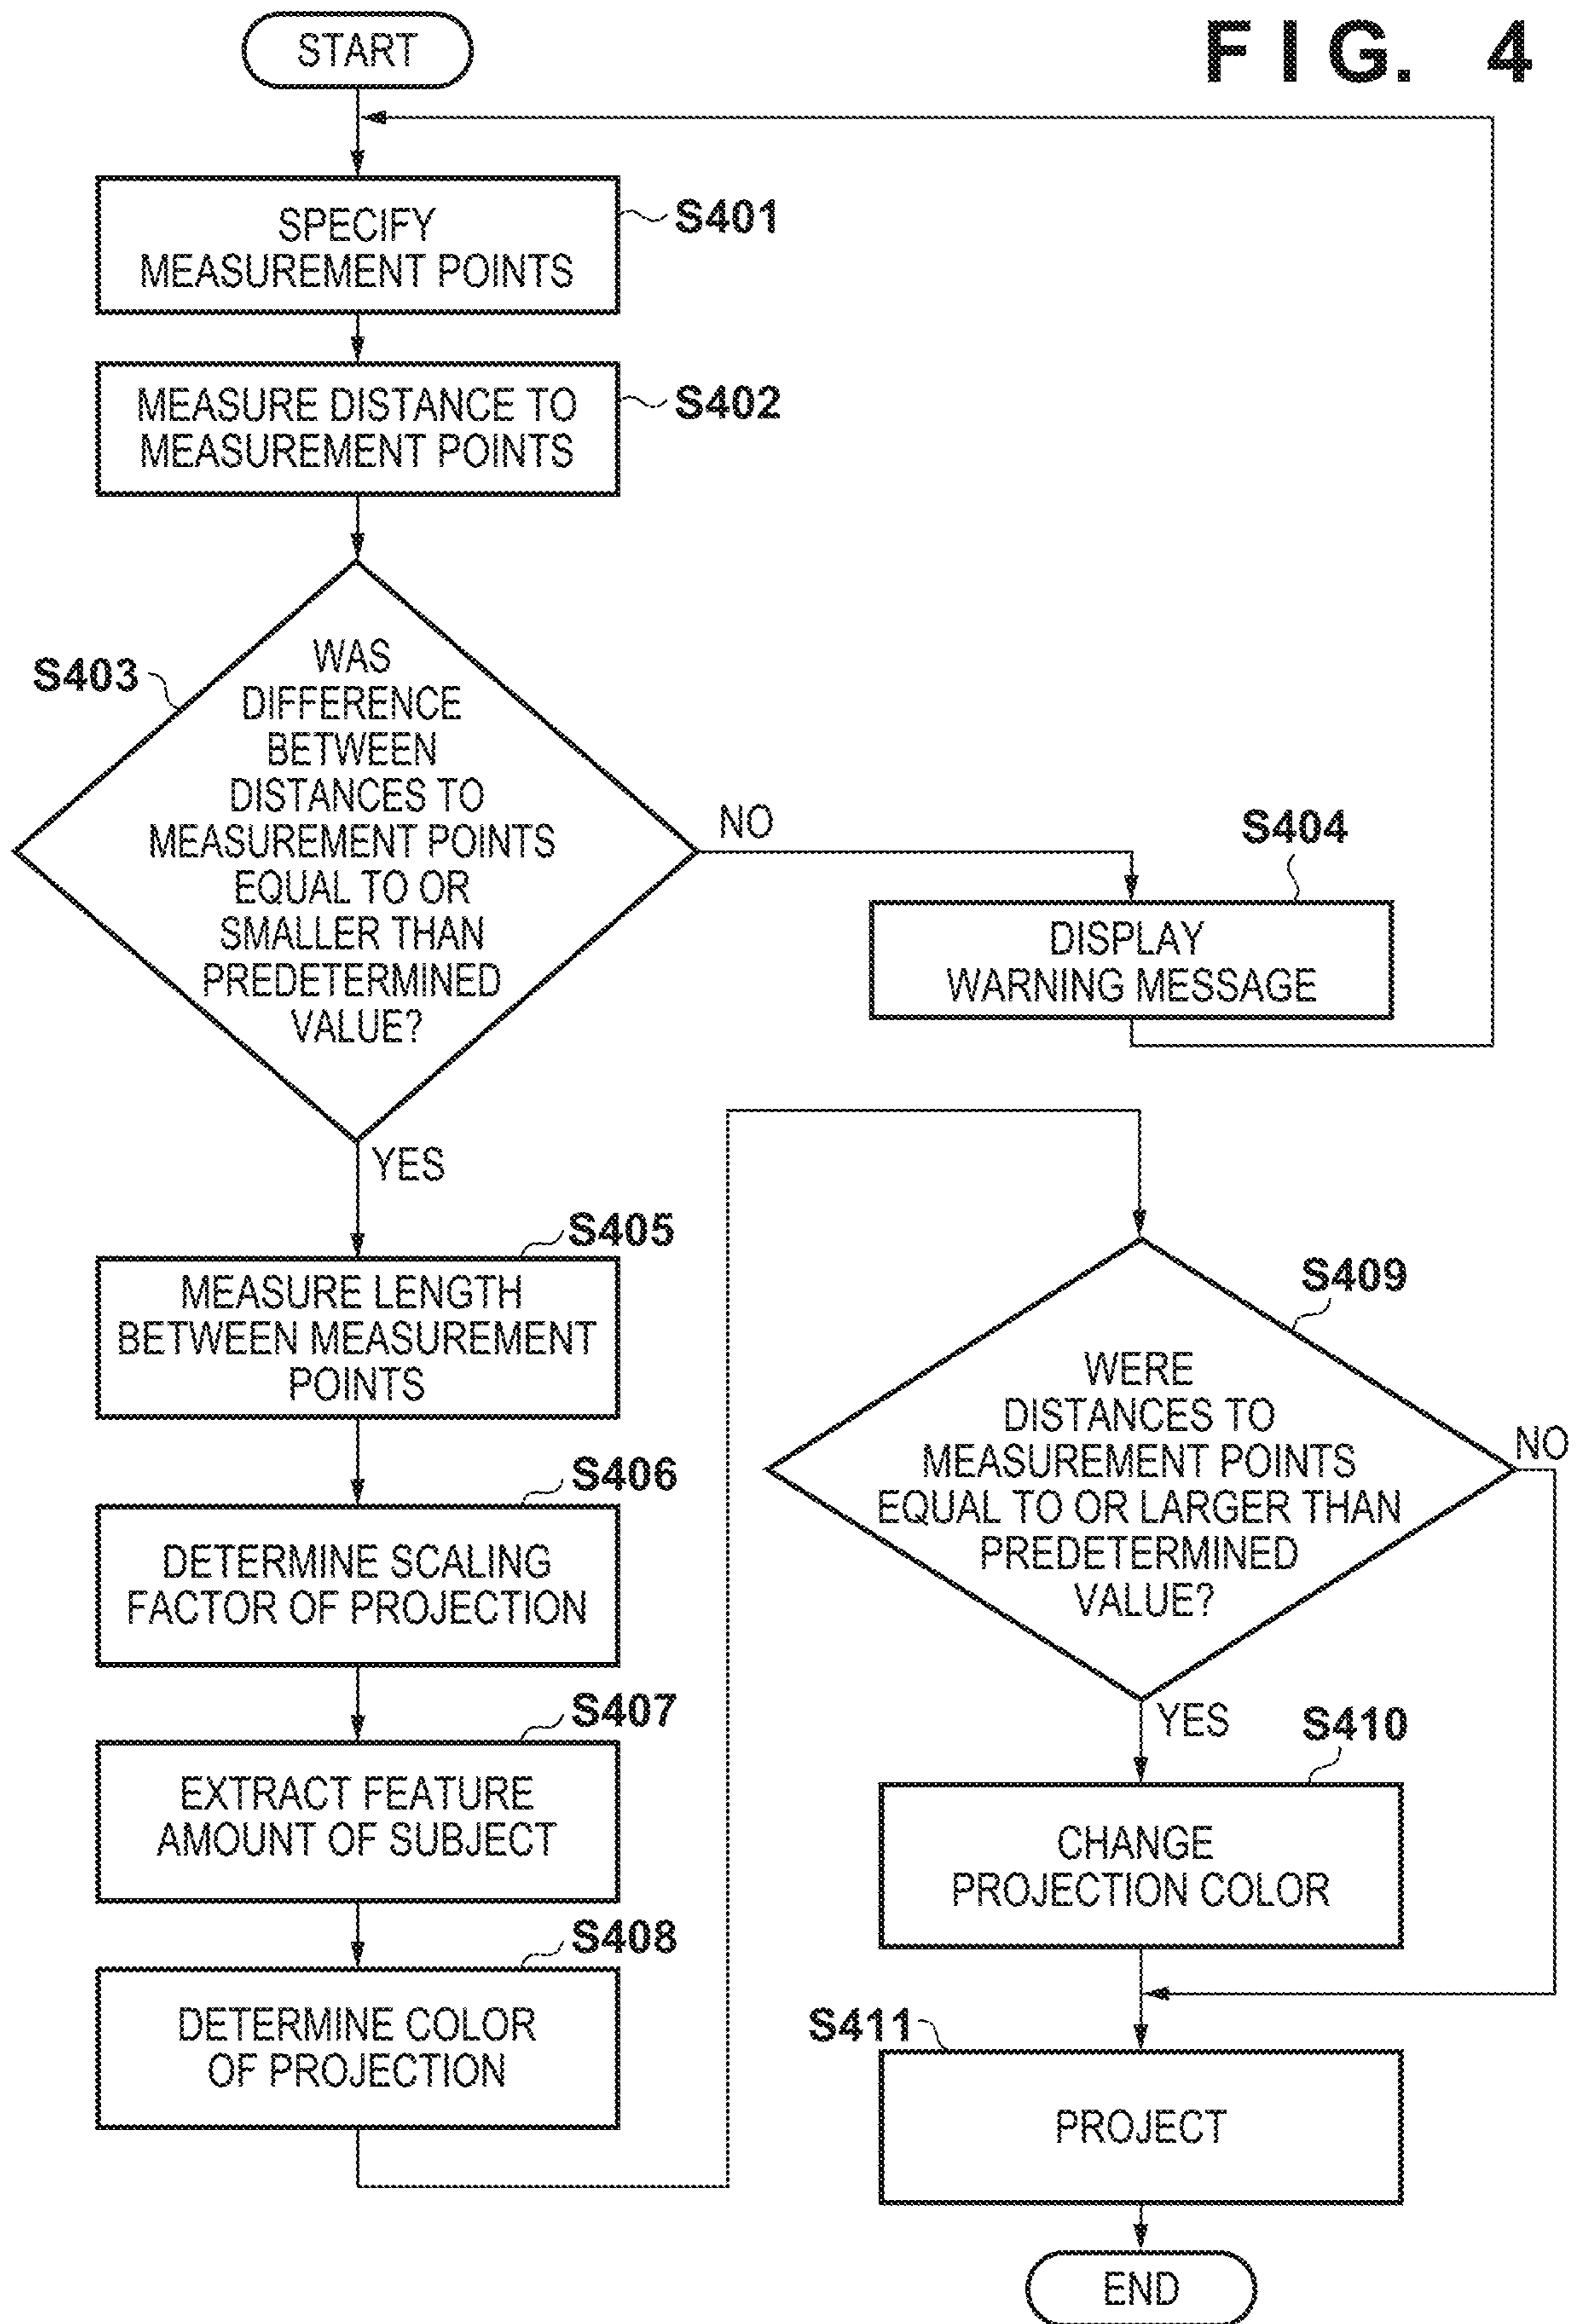 FIG. 4
START
SPECIFY
MEASUREMENT POINTS
S401
MEASURE DISTANCE TO
MEASUREMENT POINTS
S402
S403
WAS
DIFFERENCE
BETWEEN
DISTANCES TO
MEASUREMENT POINTS
EQUAL TO OR
SMALLER THAN
PREDETERMINED
VALUE?
NO
S404
DISPLAY
WARNING MESSAGE
YES
S405
MEASURE LENGTH
BETWEEN MEASUREMENT
POINTS
S406
DETERMINE SCALING
FACTOR OF PROJECTION
S407
EXTRACT FEATURE
AMOUNT OF SUBJECT
S408
DETERMINE COLOR
OF PROJECTION
S409
WERE
DISTANCES TO
MEASUREMENT POINTS
EQUAL TO OR LARGER THAN
PREDETERMINED
VALUE?
NO
YES
S410
CHANGE
PROJECTION COLOR
S411
PROJECT
END